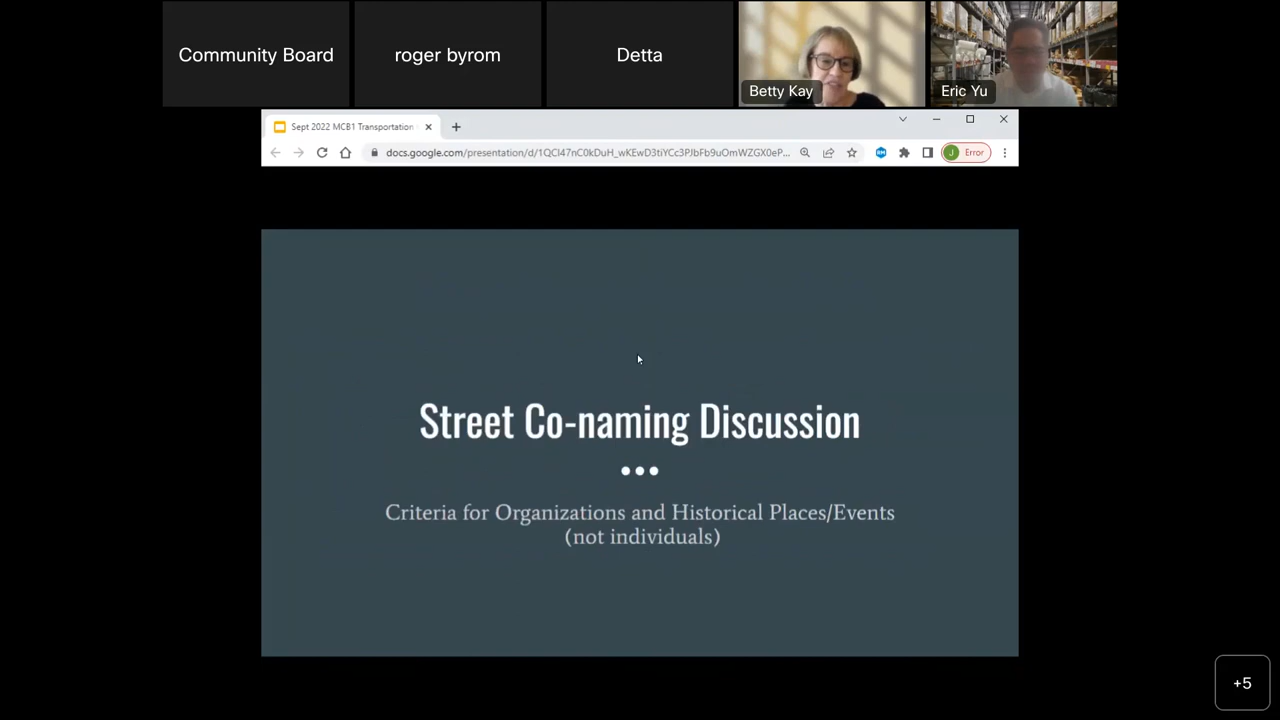 Community Board
roger byrom
Detta
Betty Kay
Eric Yu
Sept 2022 MCB1 Transportation
Error
Street Co-naming Discussion
Criteria for Organizations and Historical Places/Events
(not individuals)
+5